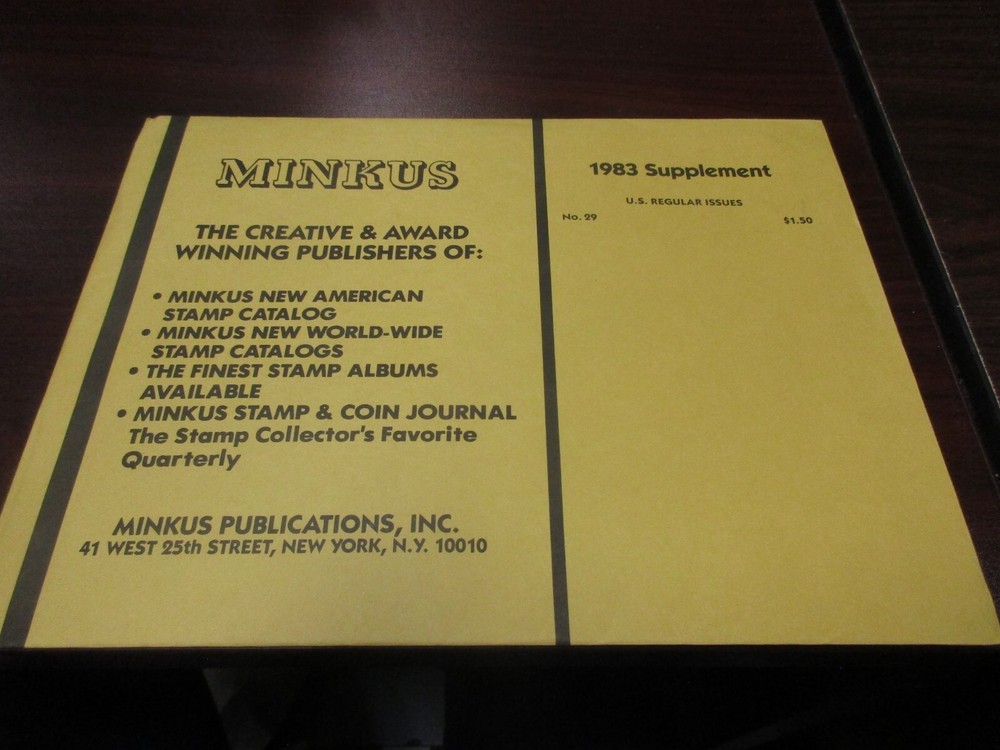 MINKUS
THE CREATIVE & AWARD
WINNING PUBLISHERS OF:
• MINKUS NEW AMERICAN
STAMP CATALOG
• MINKUS NEW WORLD-WIDE
STAMP CATALOGS
• THE FINEST STAMP ALBUMS
AVAILABLE
• MINKUS STAMP & COIN JOURNAL
The Stamp Collector's Favorite
Quarterly
MINKUS PUBLICATIONS, INC.
41 WEST 25th STREET, NEW YORK, N.Y. 10010
1983 Supplement
U.S. REGULAR ISSUES
No. 29 $1.50